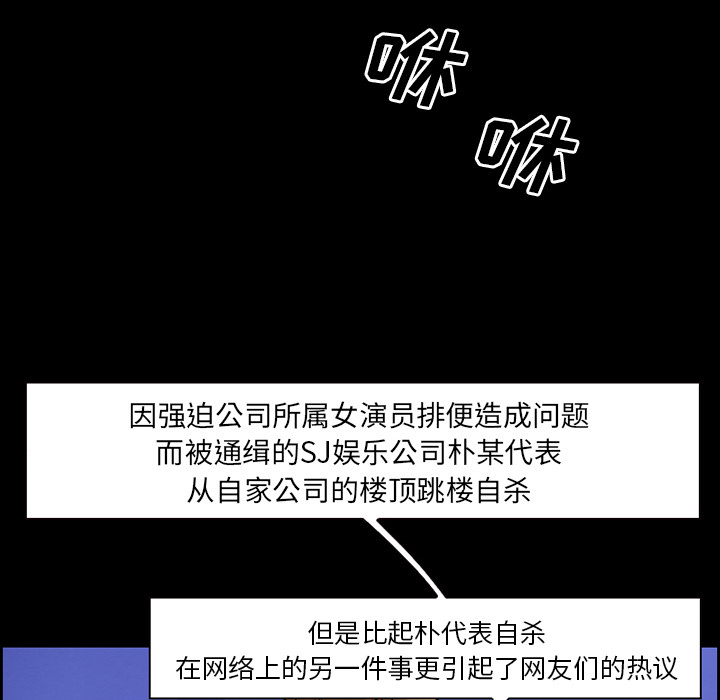 咻
咻
因强迫公司所属女演员排便造成问题
而被通缉的SJ娱乐公司朴某代表
从自家公司的楼顶跳楼自杀
但是比起朴代表自杀
在网络上的另一件事更引起了网友们的热议